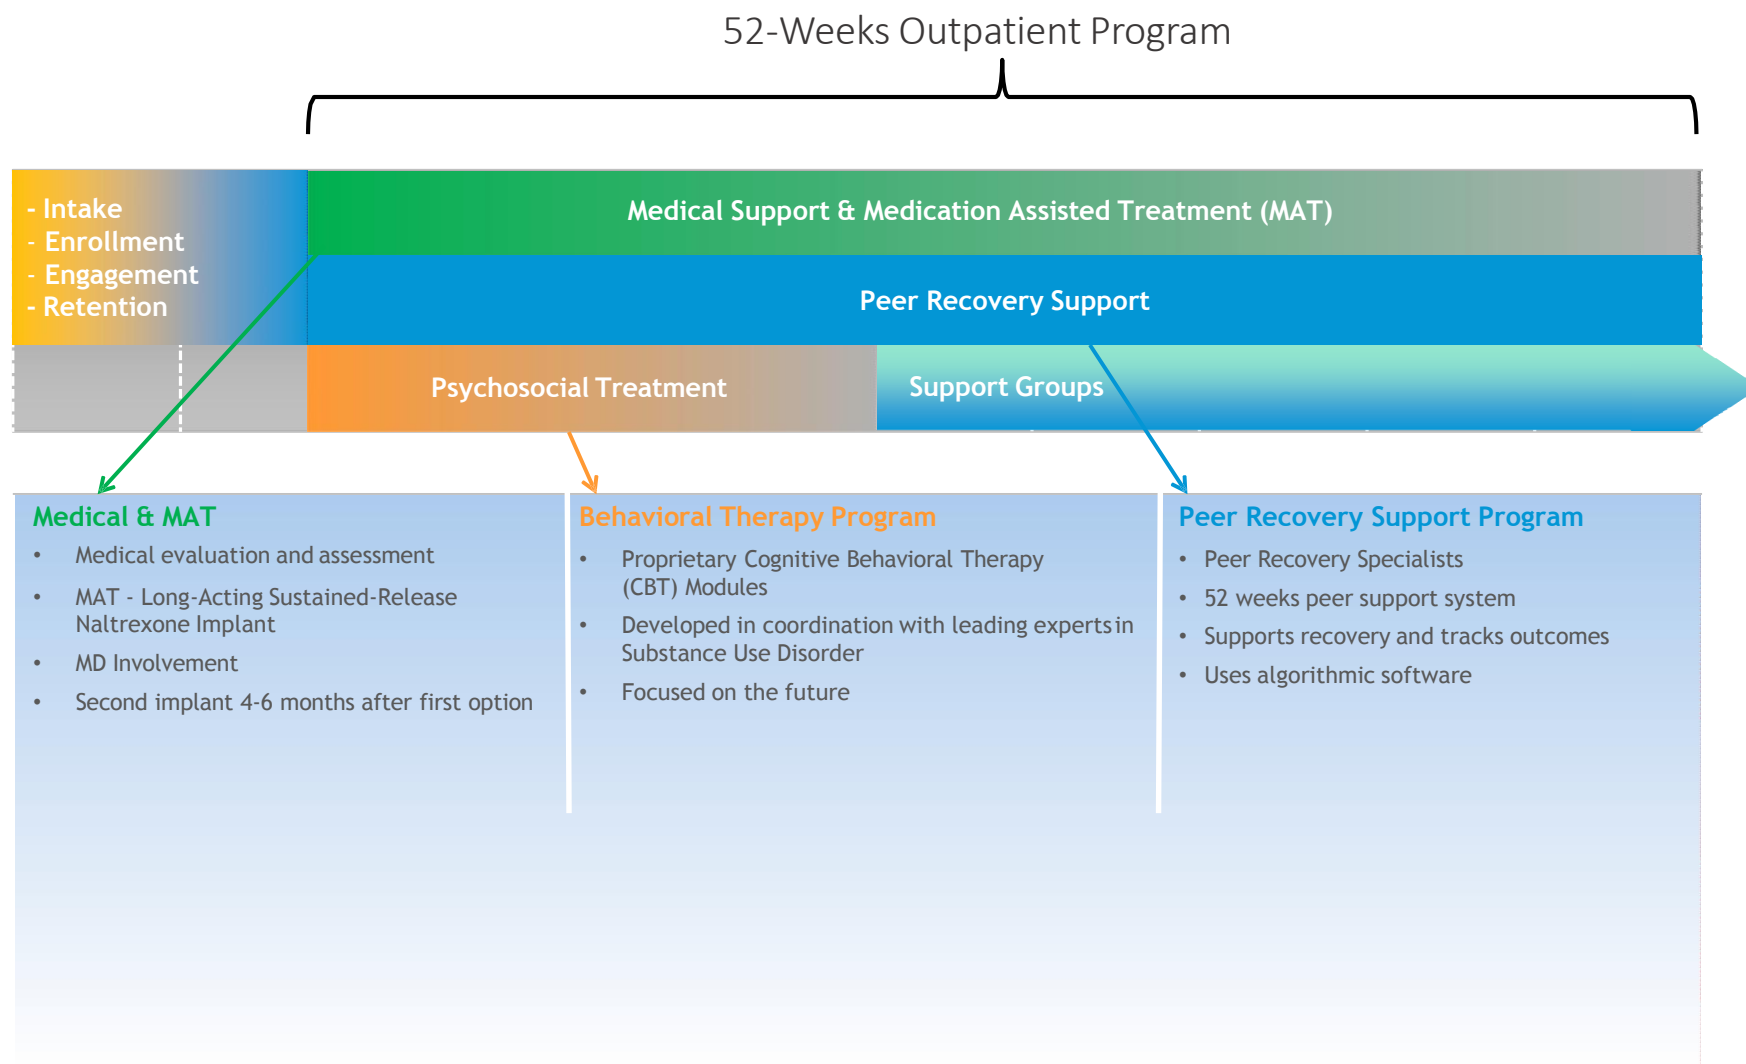 52-Weeks Outpatient Program
- Intake
- Enrollment
- Engagement
- Retention
Medical Support & Medication Assisted Treatment (MAT)
Peer Recovery Support
Psychosocial Treatment
Support Groups
Medical & MAT
• Medical evaluation and assessment
• MAT - Long-Acting Sustained-Release
Naltrexone Implant
• MD Involvement
• Second implant 4-6 months after first option
Behavioral Therapy Program
• Proprietary Cognitive Behavioral Therapy
(CBT) Modules
• Developed in coordination with leading experts in
Substance Use Disorder
• Focused on the future
Peer Recovery Support Program
• Peer Recovery Specialists
• 52 weeks peer support system
• Supports recovery and tracks outcomes
• Uses algorithmic software